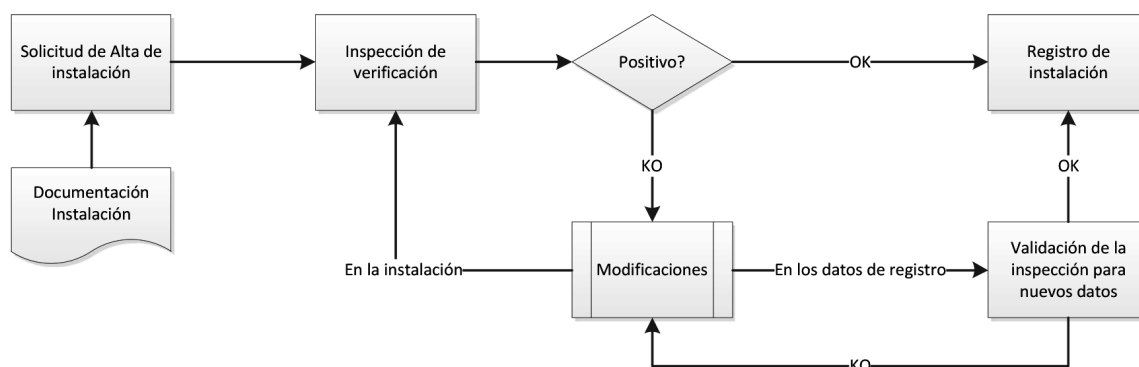 Solicitud de Alta de
instalación
Inspección de
verificación
Positivo?
OK
Registro de
instalación
KO
OK
Documentación
Instalación
En la instalación
Modificaciones
En los datos de registro
Validación de la
inspección para
nuevos datos
KO